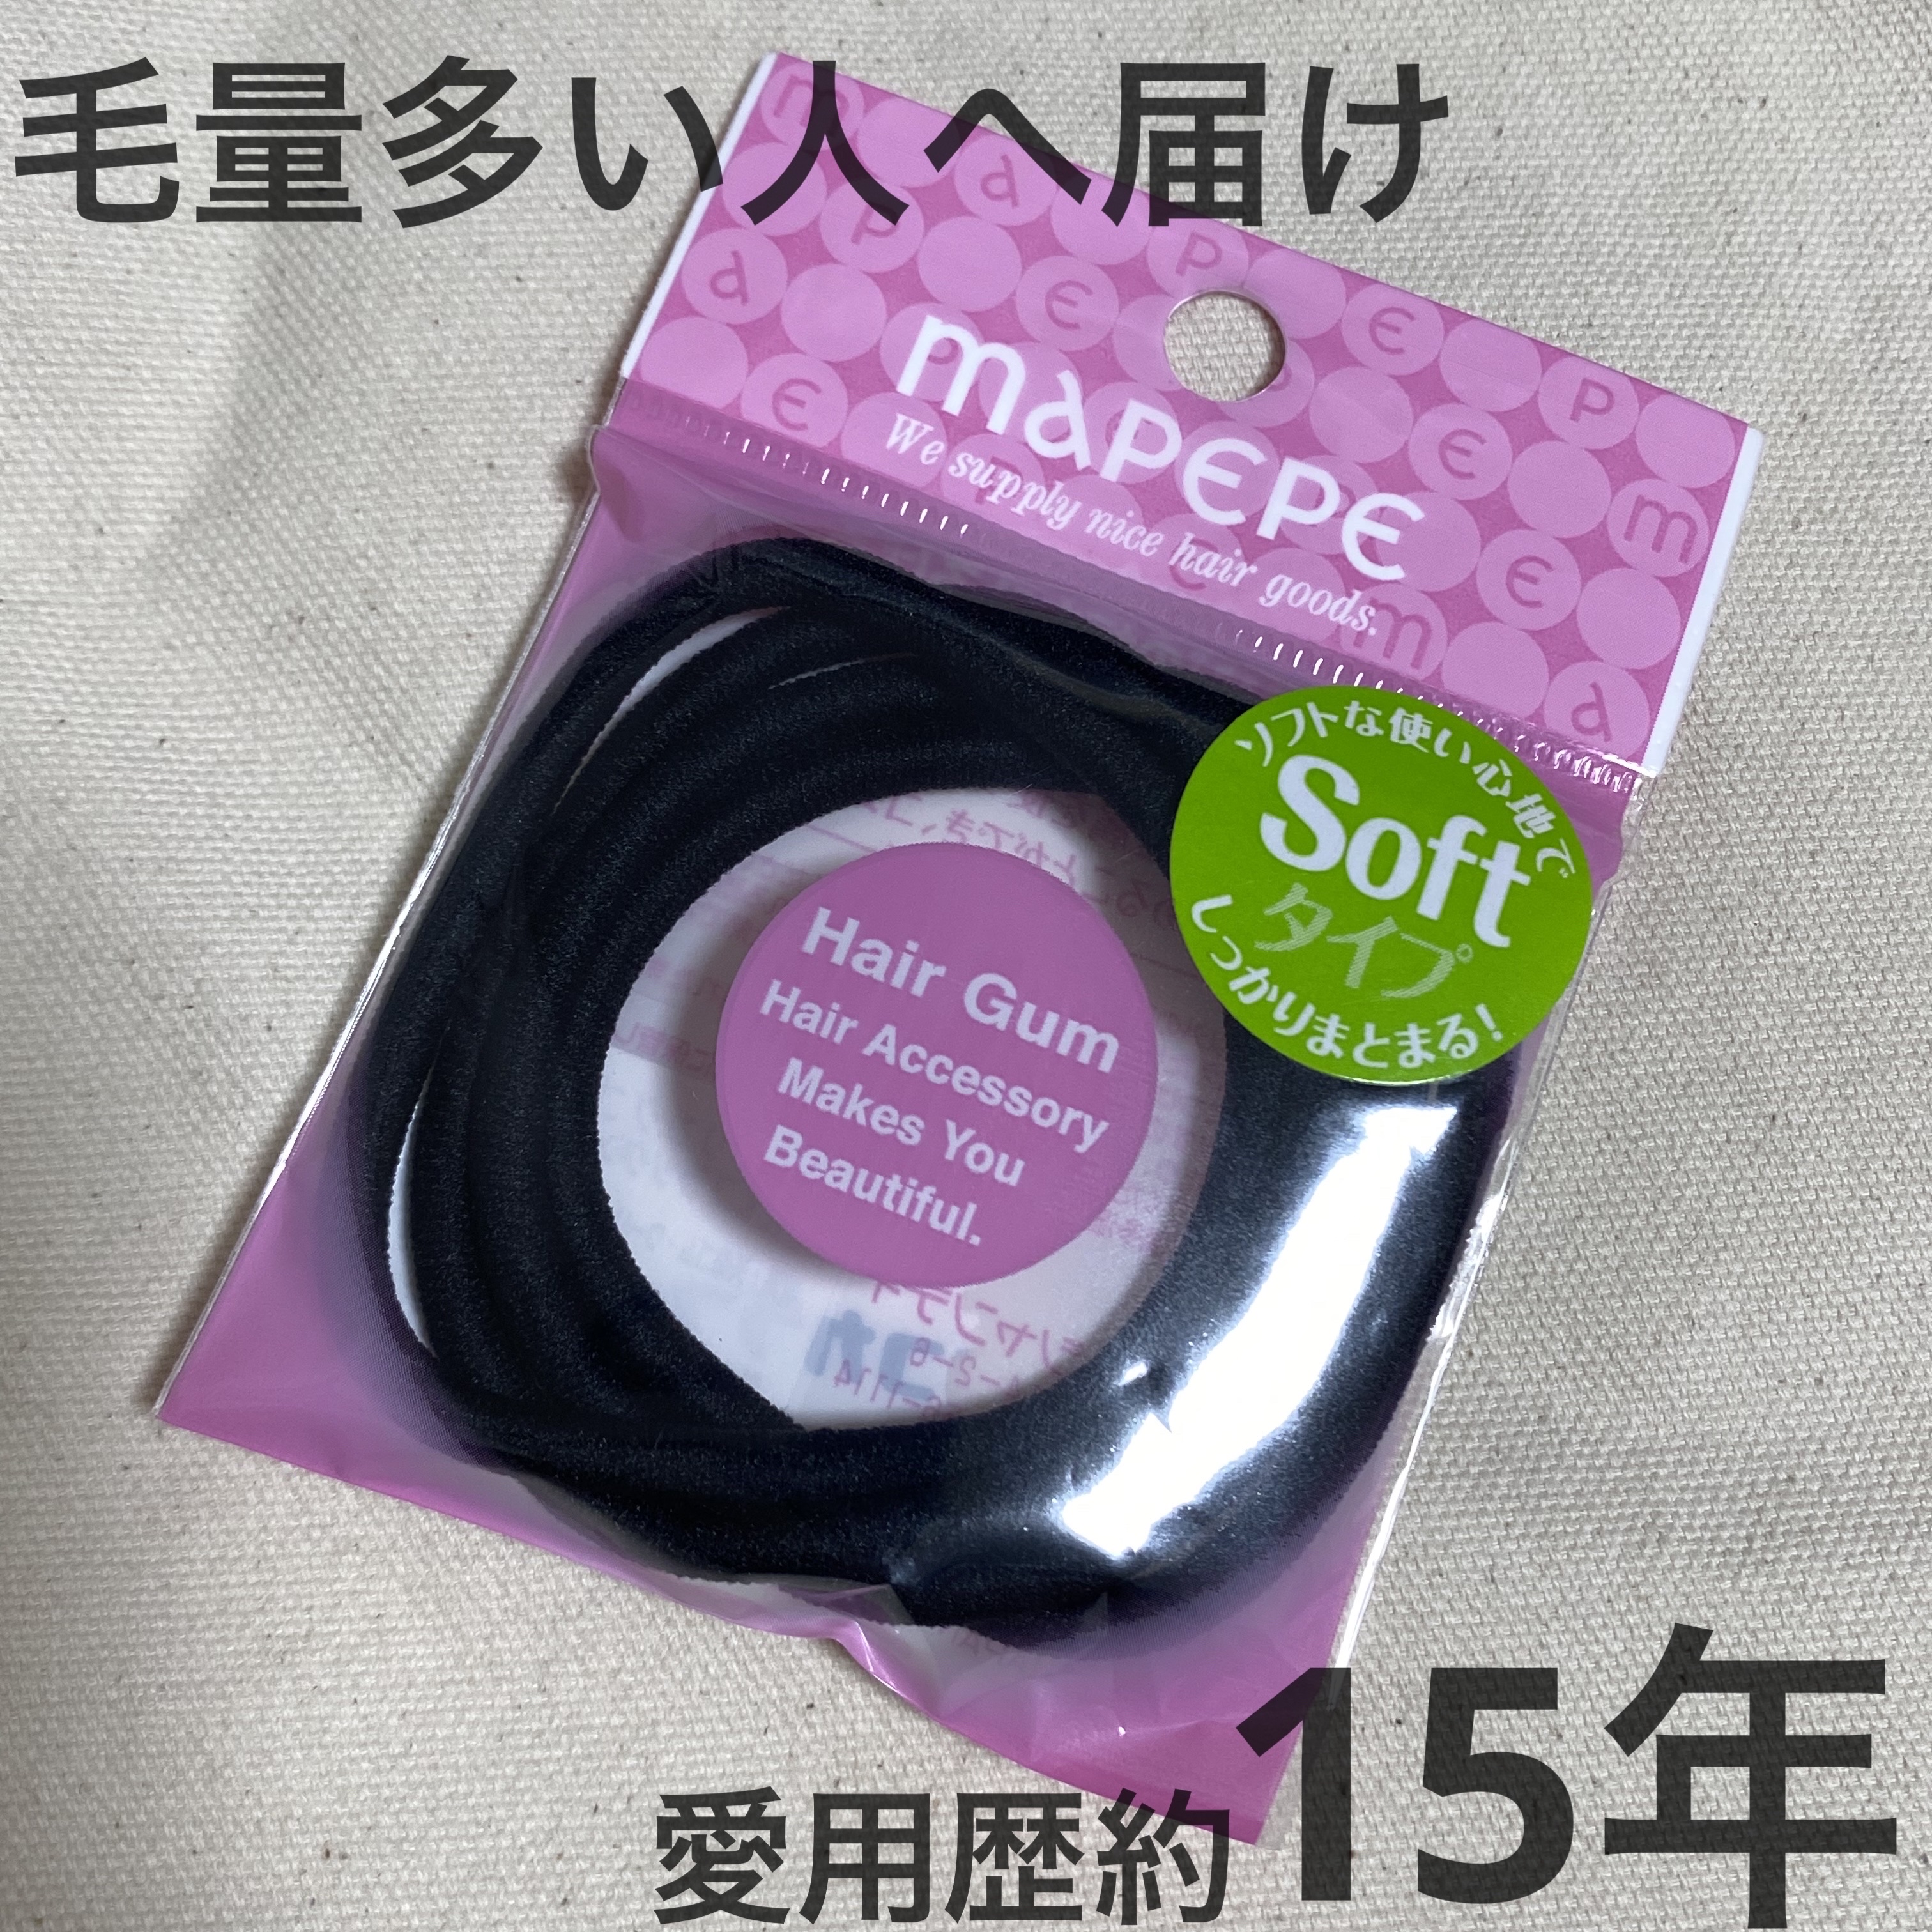 毛量多い人へ届け
mapepe
We supply nice hair goods.
ソフトな使い心地で
Soft
タイプ
しっかりまとまる!
Hair Gum
Hair Accessory
Makes You
Beautiful.
愛用歴約15年